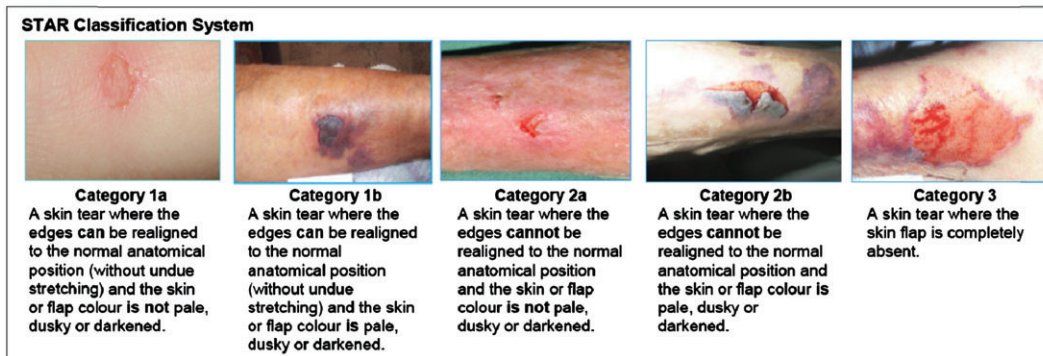 STAR Classification System
Category 1a
A skin tear where the
edges can be realigned
to the normal anatomical
position (without undue
stretching) and the skin
or flap colour is not pale,
dusky or darkened.
Category 1b
A skin tear where the
edges can be realigned
to the normal
anatomical position
(without undue
stretching) and the skin
or flap colour is pale,
dusky or darkened.
Category 2a
A skin tear where the
edges cannot be
realigned to the normal
anatomical position
and the skin or flap
colour is not pale,
dusky or darkened.
Category 2b
A skin tear where the
edges cannot be
realigned to the normal
anatomical position and
the skin or flap colour is
pale, dusky or
darkened.
Category 3
A skin tear where the
skin flap is completely
absent.